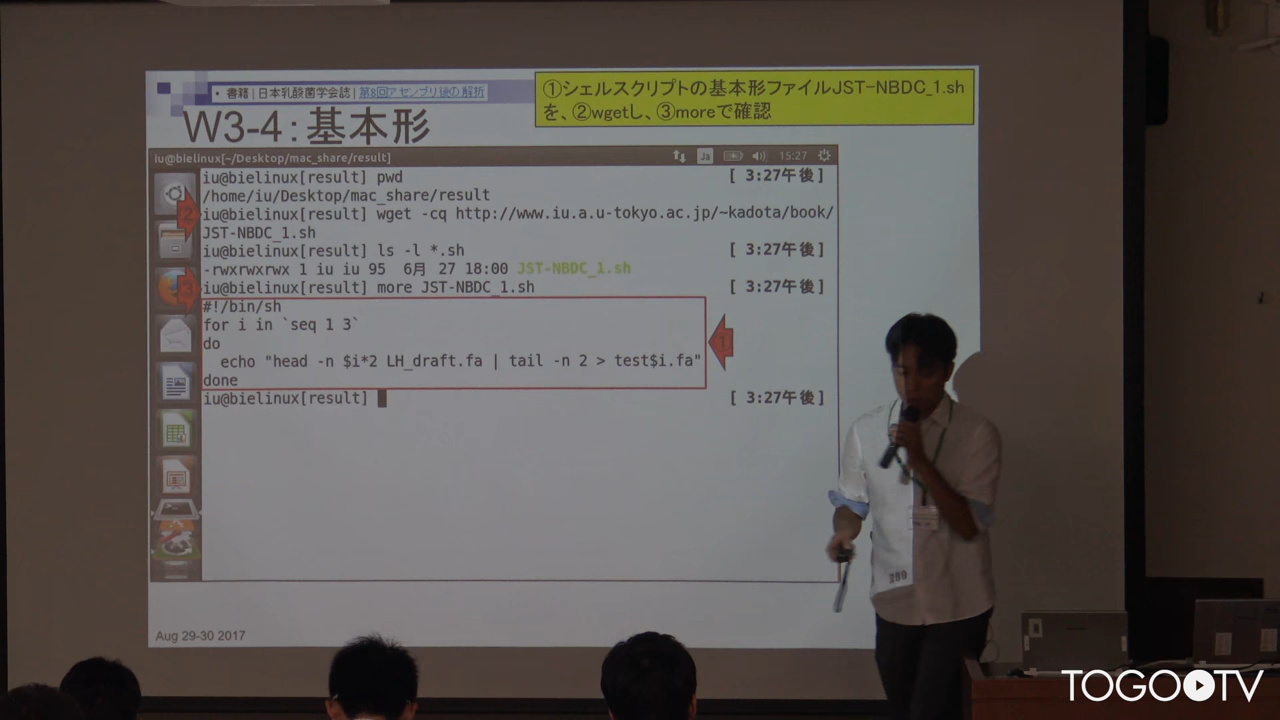 ・ 書籍 | 日本乳酸菌学会誌 | 第8回アセンブリ後の解析
①シェルスクリプトの基本形ファイルJST-NBDC_1.sh
を、②wgetし、③moreで確認
W3-4：基本形
iu@bielinux[~/Desktop/mac_share/result]
Ja
15:27
iu@bielinux[result] pwd [ 3:27午後]
/home/iu/Desktop/mac_share/result
iu@bielinux[result] wget -cq http://www.iu.a.u-tokyo.ac.jp/~kadota/book/
JST-NBDC_1.sh
iu@bielinux[result] ls -l *.sh [ 3:27午後]
-rwxrwxrwx 1 iu iu 95 6月 27 18:00 JST-NBDC_1.sh
iu@bielinux[result] more JST-NBDC_1.sh [ 3:27午後]
#!/bin/sh
for i in `seq 1 3`
do
echo "head -n $i*2 LH_draft.fa | tail -n 2 > test$i.fa"
done
iu@bielinux[result] [ 3:27午後]
②
③
①
Aug 29-30 2017
289
TOGOTV